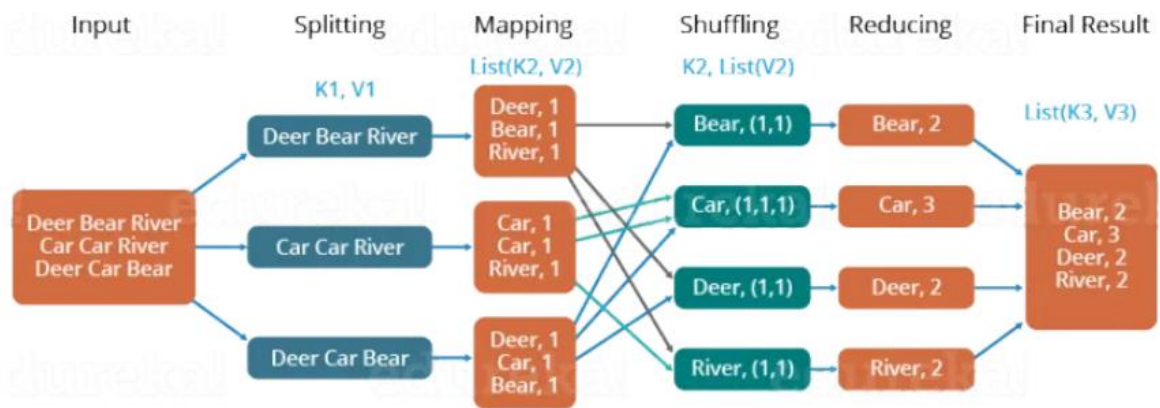 Input
Splitting
Mapping
Shuffling
Reducing
Final Result
K1, V1
List(K2, V2)
K2, List(V2)
List(K3, V3)
Deer Bear River
Car Car River
Deer Car Bear
Deer Bear River
Car Car River
Deer Car Bear
Deer, 1
Bear, 1
River, 1
Car, 1
Car, 1
River, 1
Deer, 1
Car, 1
Bear, 1
Bear, (1,1)
Car, (1,1,1)
Deer, (1,1)
River, (1,1)
Bear, 2
Car, 3
Deer, 2
River, 2
Bear, 2
Car, 3
Deer, 2
River, 2